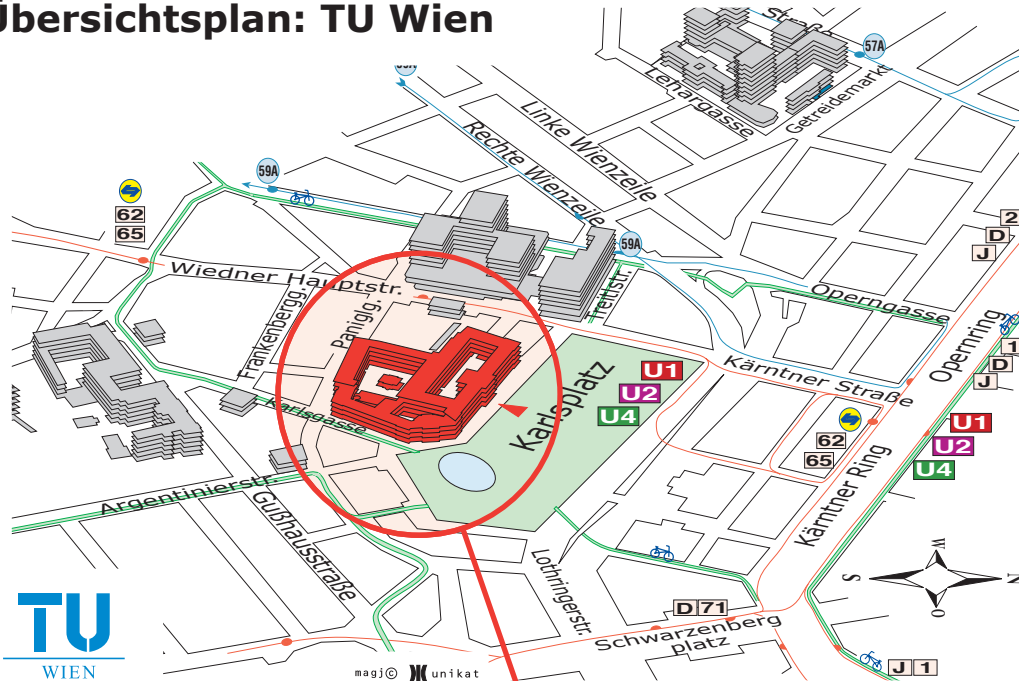 Übersichtsplan: TU Wien
Straße
57A
Lehargasse
Getreidemarkt
Linke Wienzeile
Rechte Wienzeile
59A
62
65
59A
Wiedner Hauptstr.
Treitlstr.
Operngasse
2
D
J
Frankenbergg.
Paniglg.
Opernring
1
D
J
Karlsplatz
U1
U2
U4
Kärntner Straße
Karlsgasse
62
65
U1
U2
U4
Kärntner Ring
Argentinierstr.
Gußhausstraße
Lothringerstr.
W
S
N
O
D 71
Schwarzenberg
platz
J 1
TU
WIEN
magj© unikat